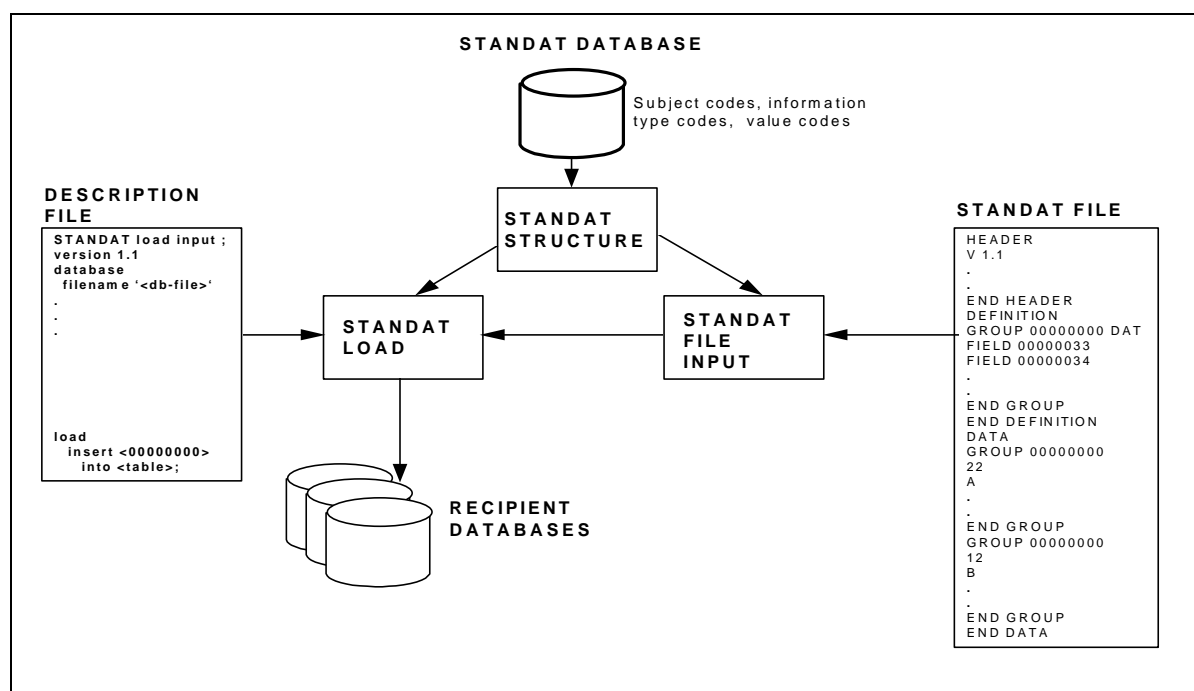 STANDAT DATABASE
Subject codes, information
type codes, value codes
DESCRIPTION
FILE
STANDAT load input ;
version 1.1
database
filename ‘<db-file>‘
.
.
.
load
insert <00000000>
into <table>;
STANDAT
STRUCTURE
STANDAT
LOAD
STANDAT
FILE
INPUT
RECIPIENT
DATABASES
STANDAT FILE
HEADER
V 1.1
.
.
END HEADER
DEFINITION
GROUP 00000000 DAT
FIELD 00000033
FIELD 00000034
.
.
END GROUP
END DEFINITION
DATA
GROUP 00000000
22
A
.
.
END GROUP
GROUP 00000000
12
B
.
.
END GROUP
END DATA